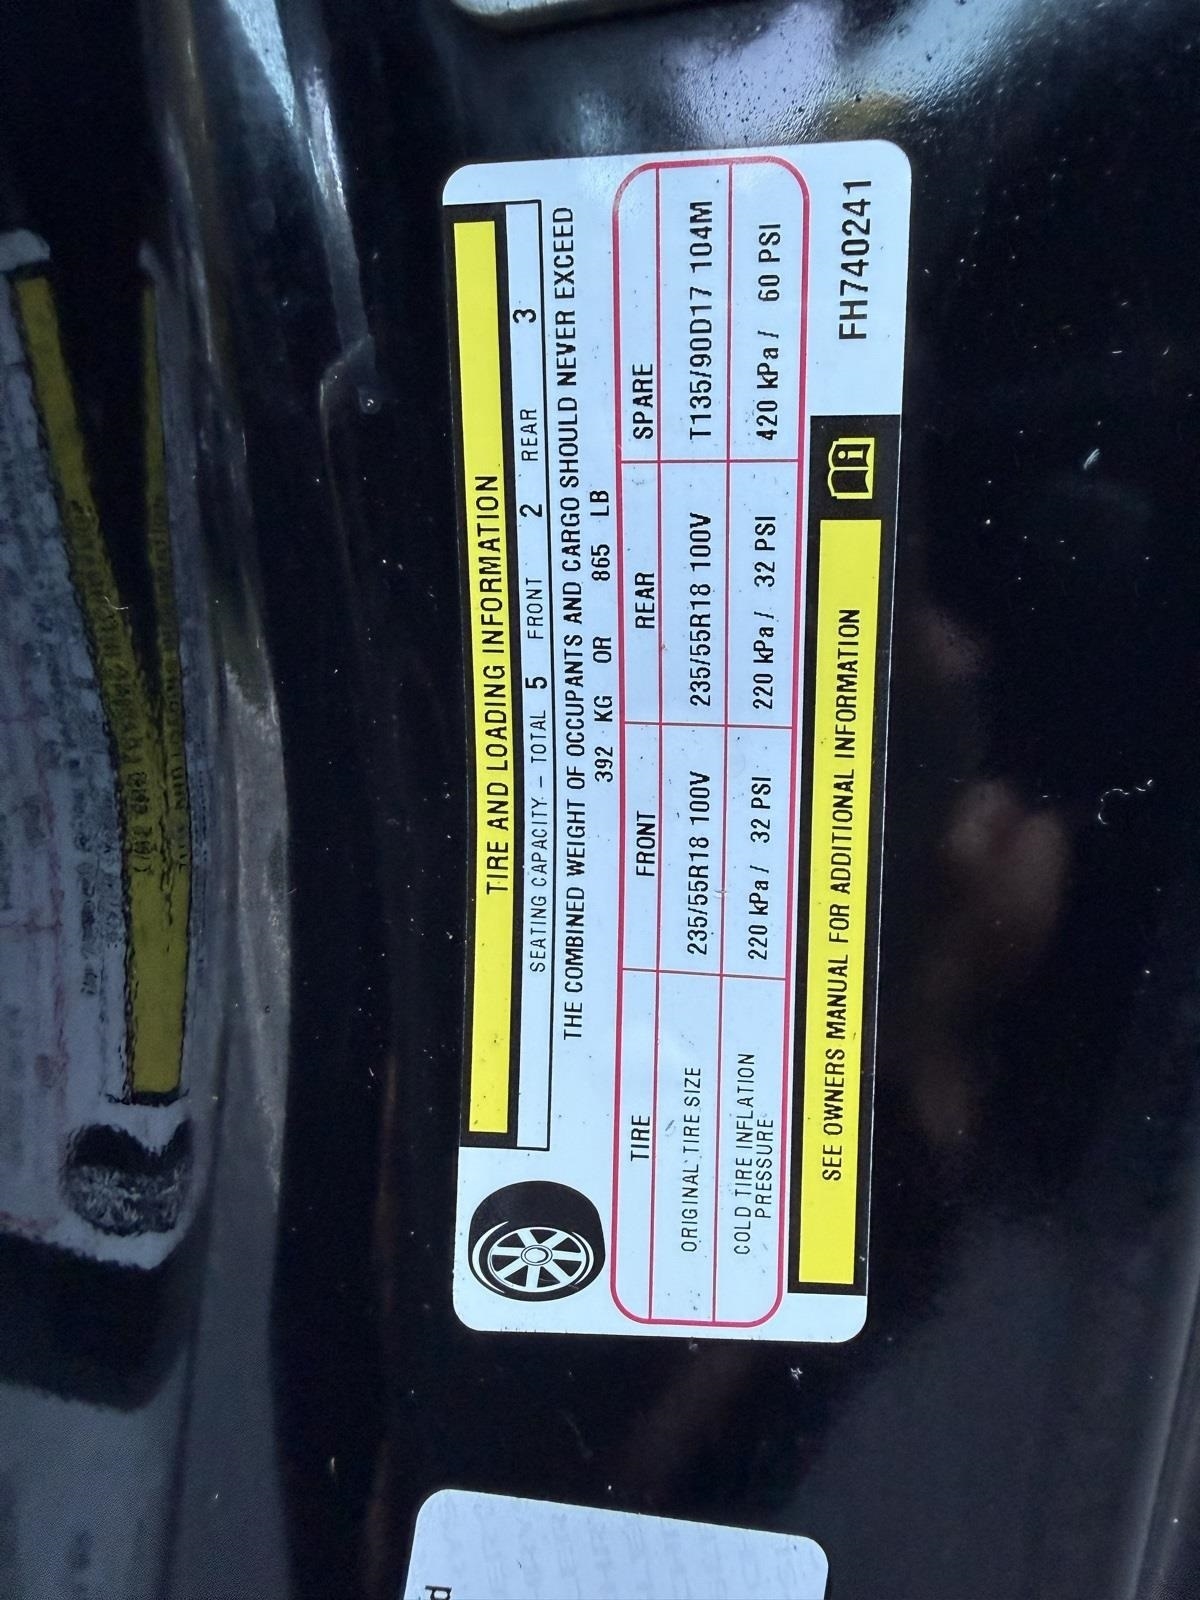 TIRE AND LOADING INFORMATION
SEATING CAPACITY – TOTAL 5 FRONT 2 REAR 3
THE COMBINED WEIGHT OF OCCUPANTS AND CARGO SHOULD NEVER EXCEED
392 KG OR 865 LB
TIRE FRONT REAR SPARE
ORIGINAL TIRE SIZE 235/55R18 100V 235/55R18 100V T135/90D17 104M
COLD TIRE INFLATION PRESSURE 220 kPa / 32 PSI 220 kPa / 32 PSI 420 kPa / 60 PSI
SEE OWNERS MANUAL FOR ADDITIONAL INFORMATION
FH740241